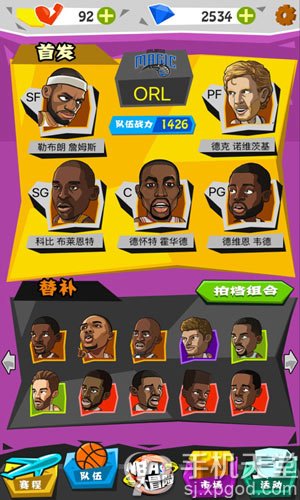 92
2534
首发
ORLANDO
MAGIC
ORL
队伍战力 1426
SF
勒布朗 詹姆斯
PF
德克 诺维茨基
SG
科比 布莱恩特
C
德怀特 霍华德
PG
德维恩 韦德
替补
拍档组合
赛程
队伍
NBA
市场
活动
手机天堂
sjxpgod.com